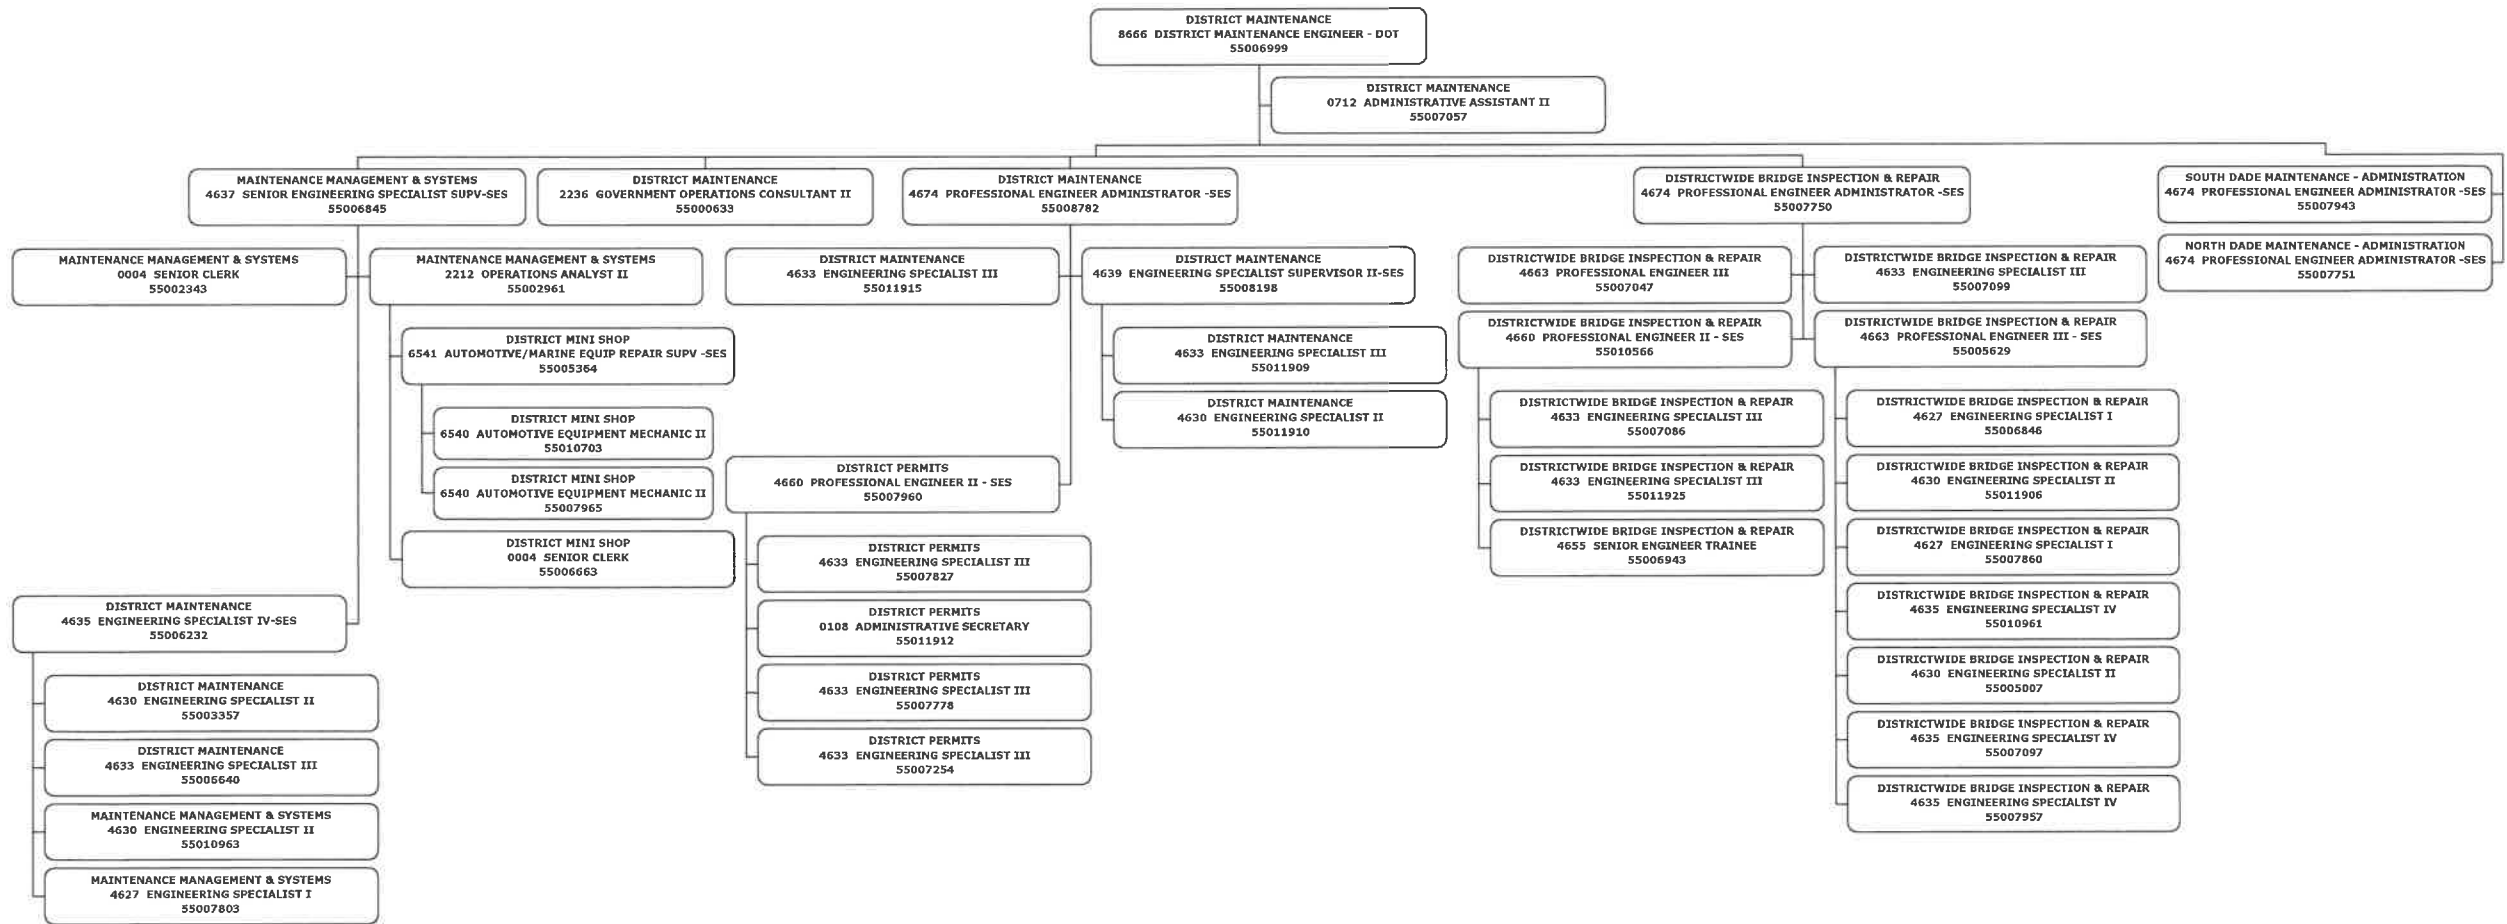 DISTRICT MAINTENANCE
8666 DISTRICT MAINTENANCE ENGINEER - DOT
55006999
DISTRICT MAINTENANCE
0712 ADMINISTRATIVE ASSISTANT II
55007057
MAINTENANCE MANAGEMENT & SYSTEMS
4637 SENIOR ENGINEERING SPECIALIST SUPV-SES
55006845
DISTRICT MAINTENANCE
2236 GOVERNMENT OPERATIONS CONSULTANT II
55000633
DISTRICT MAINTENANCE
4674 PROFESSIONAL ENGINEER ADMINISTRATOR -SES
55008782
DISTRICTWIDE BRIDGE INSPECTION & REPAIR
4674 PROFESSIONAL ENGINEER ADMINISTRATOR -SES
55007750
SOUTH DADE MAINTENANCE - ADMINISTRATION
4674 PROFESSIONAL ENGINEER ADMINISTRATOR -SES
55007943
NORTH DADE MAINTENANCE - ADMINISTRATION
4674 PROFESSIONAL ENGINEER ADMINISTRATOR -SES
55007751
MAINTENANCE MANAGEMENT & SYSTEMS
0004 SENIOR CLERK
55002343
MAINTENANCE MANAGEMENT & SYSTEMS
2212 OPERATIONS ANALYST II
55002961
DISTRICT MINI SHOP
6541 AUTOMOTIVE/MARINE EQUIP REPAIR SUPV -SES
55005364
DISTRICT MINI SHOP
6540 AUTOMOTIVE EQUIPMENT MECHANIC II
55010703
DISTRICT MINI SHOP
6540 AUTOMOTIVE EQUIPMENT MECHANIC II
55007965
DISTRICT MINI SHOP
0004 SENIOR CLERK
55006663
DISTRICT MAINTENANCE
4635 ENGINEERING SPECIALIST IV-SES
55006232
DISTRICT MAINTENANCE
4630 ENGINEERING SPECIALIST II
55003357
DISTRICT MAINTENANCE
4633 ENGINEERING SPECIALIST III
55006640
MAINTENANCE MANAGEMENT & SYSTEMS
4630 ENGINEERING SPECIALIST II
55010963
MAINTENANCE MANAGEMENT & SYSTEMS
4627 ENGINEERING SPECIALIST I
55007803
DISTRICT MAINTENANCE
4633 ENGINEERING SPECIALIST III
55011915
DISTRICT MAINTENANCE
4639 ENGINEERING SPECIALIST SUPERVISOR II-SES
55008198
DISTRICT MAINTENANCE
4633 ENGINEERING SPECIALIST III
55011909
DISTRICT MAINTENANCE
4630 ENGINEERING SPECIALIST II
55011910
DISTRICT PERMITS
4660 PROFESSIONAL ENGINEER II - SES
55007960
DISTRICT PERMITS
4633 ENGINEERING SPECIALIST III
55007827
DISTRICT PERMITS
0108 ADMINISTRATIVE SECRETARY
55011912
DISTRICT PERMITS
4633 ENGINEERING SPECIALIST III
55007778
DISTRICT PERMITS
4633 ENGINEERING SPECIALIST III
55007254
DISTRICTWIDE BRIDGE INSPECTION & REPAIR
4663 PROFESSIONAL ENGINEER III
55007047
DISTRICTWIDE BRIDGE INSPECTION & REPAIR
4633 ENGINEERING SPECIALIST III
55007099
DISTRICTWIDE BRIDGE INSPECTION & REPAIR
4660 PROFESSIONAL ENGINEER II - SES
55010566
DISTRICTWIDE BRIDGE INSPECTION & REPAIR
4663 PROFESSIONAL ENGINEER III - SES
55005629
DISTRICTWIDE BRIDGE INSPECTION & REPAIR
4633 ENGINEERING SPECIALIST III
55007086
DISTRICTWIDE BRIDGE INSPECTION & REPAIR
4633 ENGINEERING SPECIALIST III
55011925
DISTRICTWIDE BRIDGE INSPECTION & REPAIR
4655 SENIOR ENGINEER TRAINEE
55006943
DISTRICTWIDE BRIDGE INSPECTION & REPAIR
4627 ENGINEERING SPECIALIST I
55006846
DISTRICTWIDE BRIDGE INSPECTION & REPAIR
4630 ENGINEERING SPECIALIST II
55011906
DISTRICTWIDE BRIDGE INSPECTION & REPAIR
4627 ENGINEERING SPECIALIST I
55007860
DISTRICTWIDE BRIDGE INSPECTION & REPAIR
4635 ENGINEERING SPECIALIST IV
55010961
DISTRICTWIDE BRIDGE INSPECTION & REPAIR
4630 ENGINEERING SPECIALIST II
55005007
DISTRICTWIDE BRIDGE INSPECTION & REPAIR
4635 ENGINEERING SPECIALIST IV
55007097
DISTRICTWIDE BRIDGE INSPECTION & REPAIR
4635 ENGINEERING SPECIALIST IV
55007957